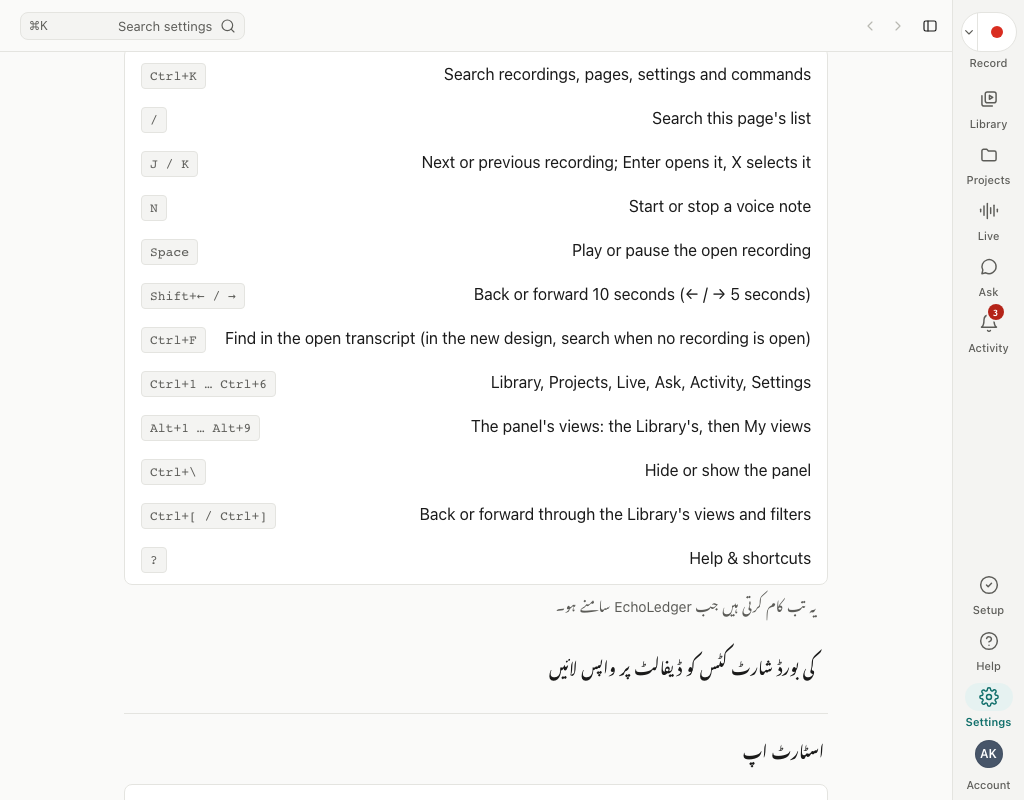 ⌘K Search settings
Ctrl+K Search recordings, pages, settings and commands
/ Search this page's list
J / K Next or previous recording; Enter opens it, X selects it
N Start or stop a voice note
Space Play or pause the open recording
Shift+← / → Back or forward 10 seconds (← / → 5 seconds)
Ctrl+F Find in the open transcript (in the new design, search when no recording is open)
Ctrl+1 … Ctrl+6 Library, Projects, Live, Ask, Activity, Settings
Alt+1 … Alt+9 The panel's views: the Library's, then My views
Ctrl+\ Hide or show the panel
Ctrl+[ / Ctrl+] Back or forward through the Library's views and filters
? Help & shortcuts
یہ تب کام کرتی ہیں جب EchoLedger سامنے ہو۔
کی بورڈ شارٹ کٹس کو ڈیفالٹ پر واپس لائیں
اسٹارٹ اپ
Record
Library
Projects
Live
Ask
3
Activity
Setup
Help
Settings
AK
Account